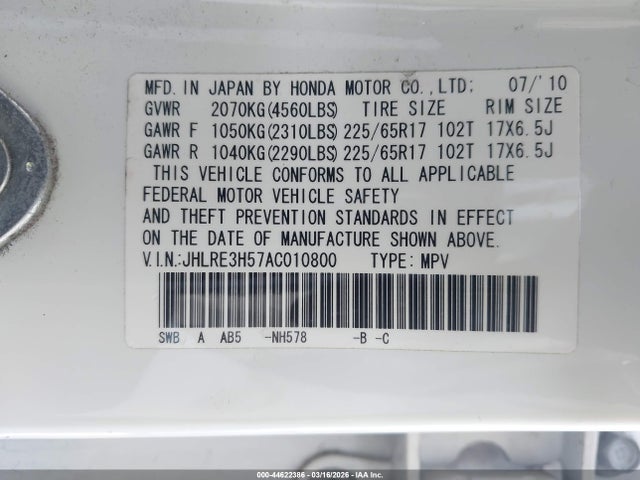 MFD. IN JAPAN BY HONDA MOTOR CO.,LTD: 07/'10
GVWR 2070KG(4560LBS) TIRE SIZE RIM SIZE
GAWR F 1050KG(2310LBS) 225/65R17 102T 17X6.5J
GAWR R 1040KG(2290LBS) 225/65R17 102T 17X6.5J
THIS VEHICLE CONFORMS TO ALL APPLICABLE
FEDERAL MOTOR VEHICLE SAFETY
AND THEFT PREVENTION STANDARDS IN EFFECT
ON THE DATE OF MANUFACTURE SHOWN ABOVE.
V.I.N.:JHLRE3H57AC010800 TYPE: MPV
SWB A AB5 -NH578 -B -C
000-44622386 | 03/16/2026 | IAA Corp.